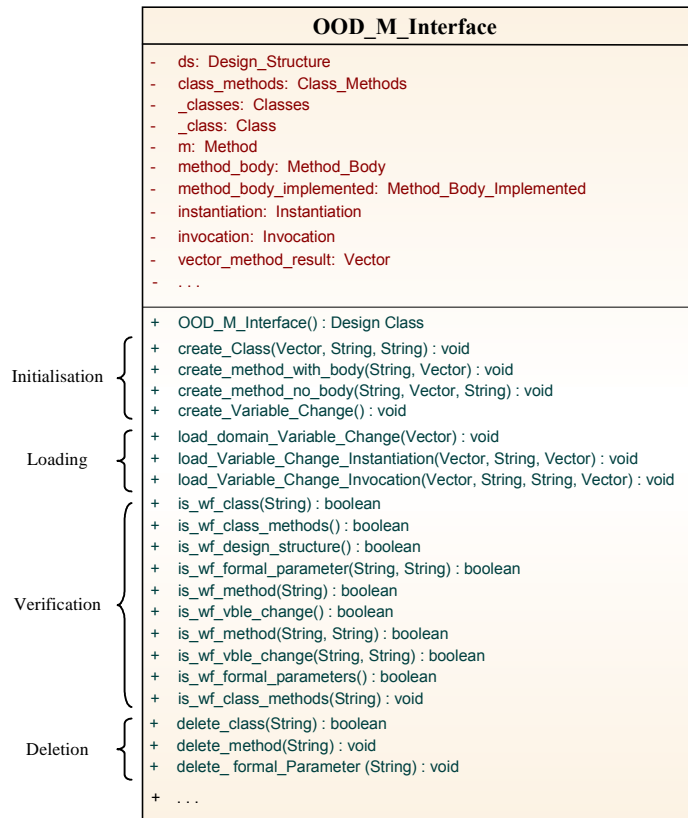 OOD_M_Interface
- ds: Design_Structure
- class_methods: Class_Methods
- _classes: Classes
- _class: Class
- m: Method
- method_body: Method_Body
- method_body_implemented: Method_Body_Implemented
- instantiation: Instantiation
- invocation: Invocation
- vector_method_result: Vector
- . . .
+ OOD_M_Interface() : Design Class
Initialisation
+ create_Class(Vector, String, String) : void
+ create_method_with_body(String, Vector) : void
+ create_method_no_body(String, Vector, String) : void
+ create_Variable_Change() : void
Loading
+ load_domain_Variable_Change(Vector) : void
+ load_Variable_Change_Instantiation(Vector, String, Vector) : void
+ load_Variable_Change_Invocation(Vector, String, String, Vector) : void
Verification
+ is_wf_class(String) : boolean
+ is_wf_class_methods() : boolean
+ is_wf_design_structure() : boolean
+ is_wf_formal_parameter(String, String) : boolean
+ is_wf_method(String) : boolean
+ is_wf_vble_change() : boolean
+ is_wf_method(String, String) : boolean
+ is_wf_vble_change(String, String) : boolean
+ is_wf_formal_parameters() : boolean
+ is_wf_class_methods(String) : void
Deletion
+ delete_class(String) : boolean
+ delete_method(String) : void
+ delete_ formal_Parameter (String) : void
+ . . .